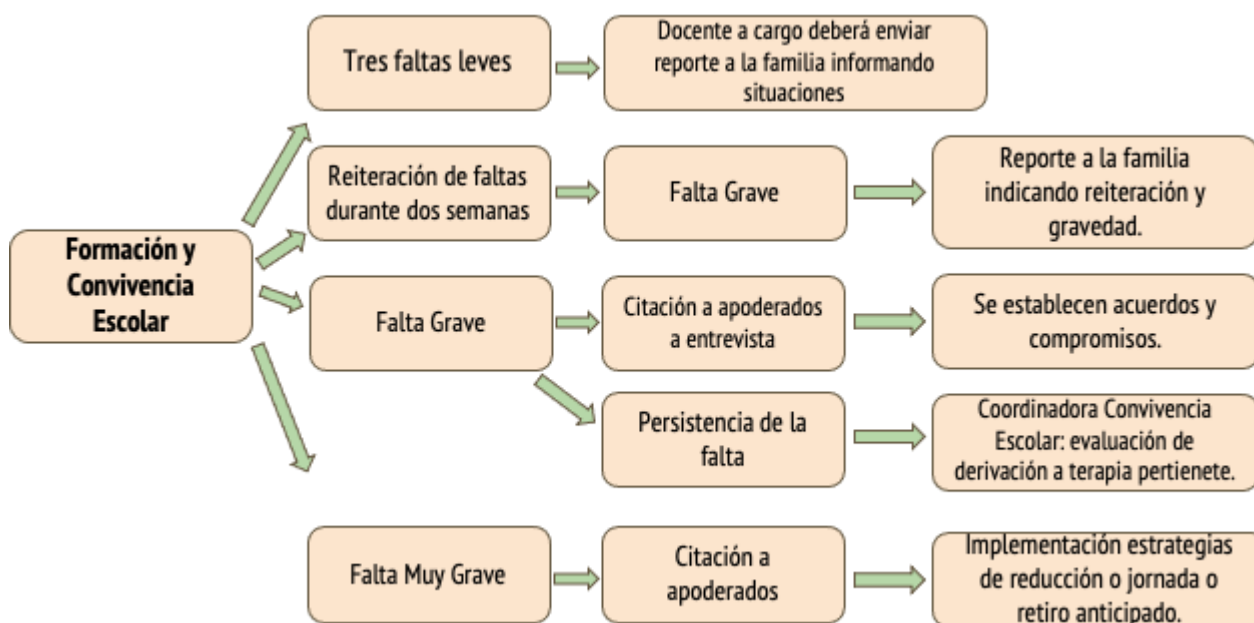 Tres faltas leves
Docente a cargo deberá enviar
reporte a la familia informando
situaciones
Reiteración de faltas
durante dos semanas
Falta Grave
Reporte a la familia
indicando reiteración y
gravedad.
Formación y
Convivencia
Escolar
Falta Grave
Citación a apoderados
a entrevista
Se establecen acuerdos y
compromisos.
Persistencia de la
falta
Coordinadora Convivencia
Escolar: evaluación de
derivación a terapia pertienete.
Falta Muy Grave
Citación a
apoderados
Implementación estrategias
de reducción o jornada o
retiro anticipado.